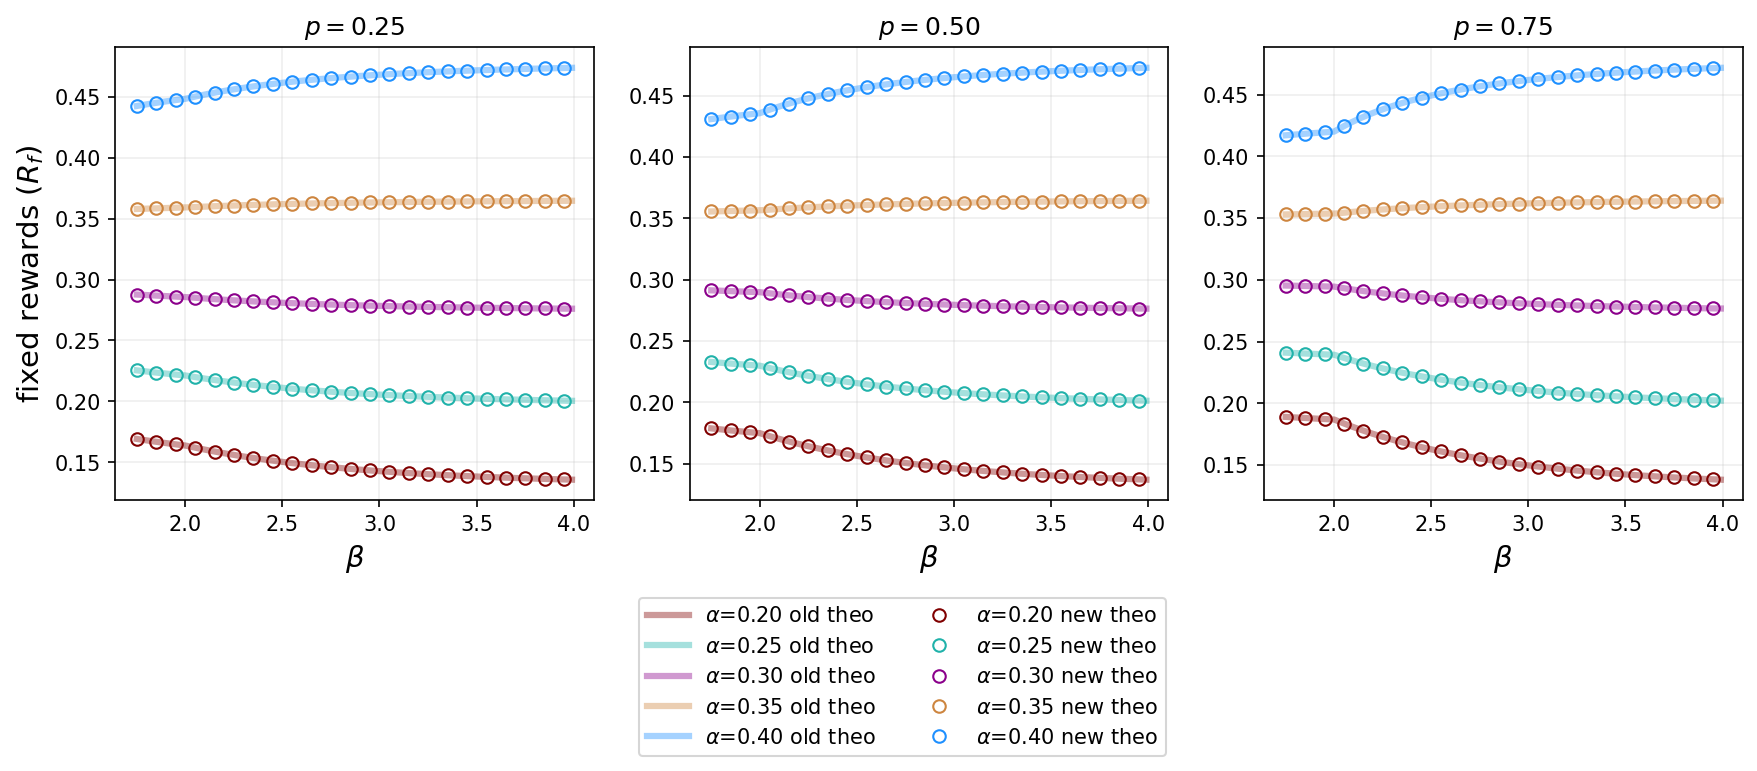 p = 0.25
p = 0.50
p = 0.75
fixed rewards (R_f)
0.45
0.40
0.35
0.30
0.25
0.20
0.15
2.0 2.5 3.0 3.5 4.0
β
0.45
0.40
0.35
0.30
0.25
0.20
0.15
2.0 2.5 3.0 3.5 4.0
β
0.45
0.40
0.35
0.30
0.25
0.20
0.15
2.0 2.5 3.0 3.5 4.0
β
α=0.20 old theo
α=0.25 old theo
α=0.30 old theo
α=0.35 old theo
α=0.40 old theo
α=0.20 new theo
α=0.25 new theo
α=0.30 new theo
α=0.35 new theo
α=0.40 new theo